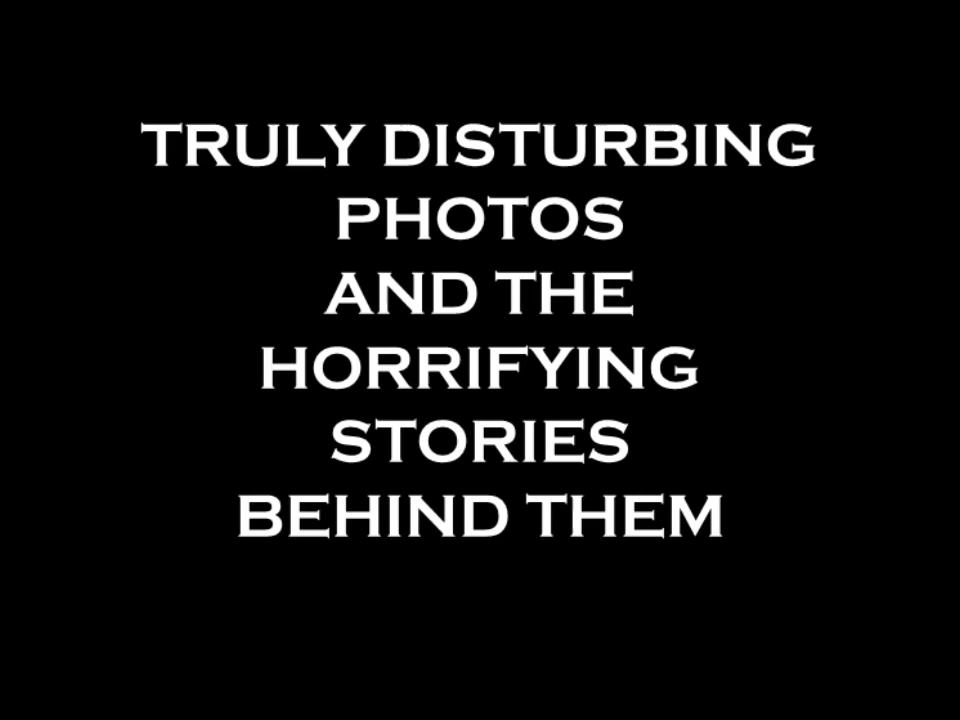 TRULY DISTURBING
PHOTOS
AND THE
HORRIFYING
STORIES
BEHIND THEM